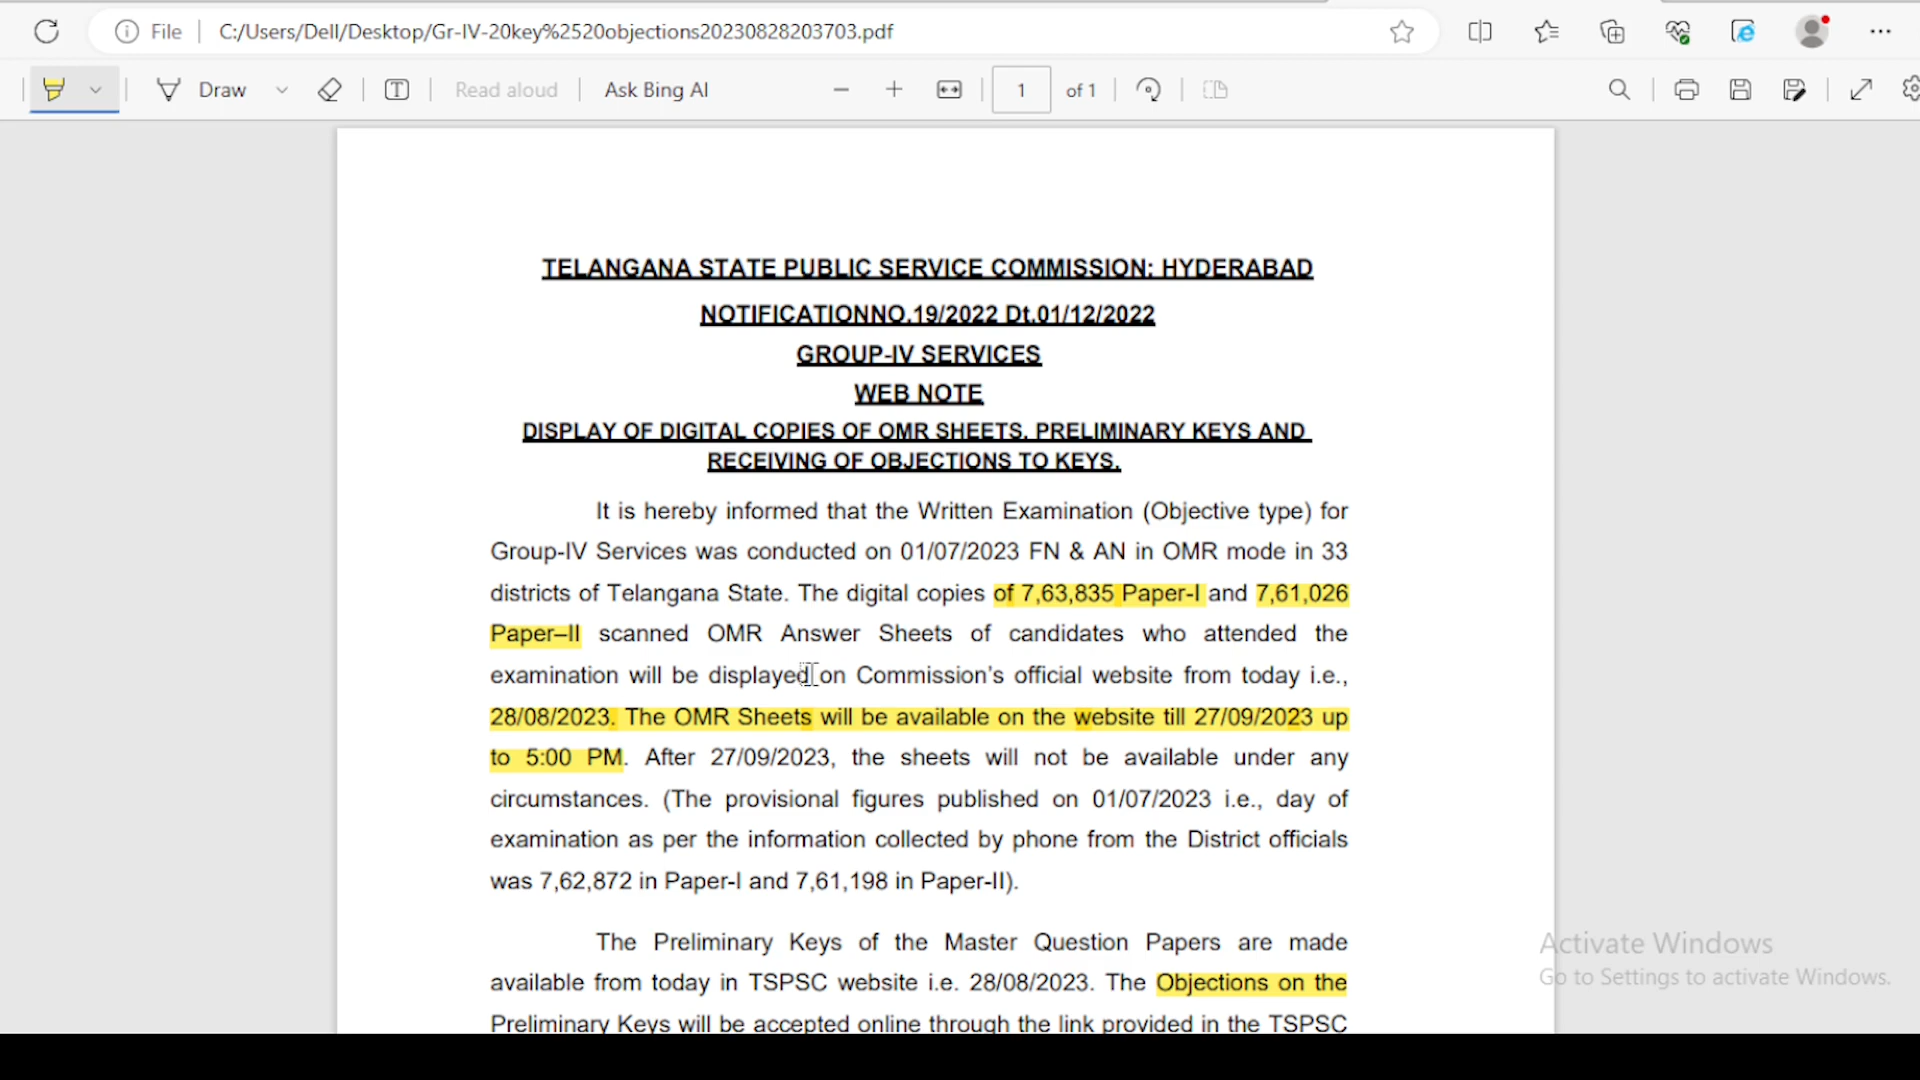 File
C:/Users/Dell/Desktop/Gr-IV-20key%2520objections20230828203703.pdf
Draw
Read aloud
Ask Bing AI
1
of 1
TELANGANA STATE PUBLIC SERVICE COMMISSION: HYDERABAD
NOTIFICATIONNO.19/2022 Dt.01/12/2022
GROUP-IV SERVICES
WEB NOTE
DISPLAY OF DIGITAL COPIES OF OMR SHEETS, PRELIMINARY KEYS AND
RECEIVING OF OBJECTIONS TO KEYS.
It is hereby informed that the Written Examination (Objective type) for
Group-IV Services was conducted on 01/07/2023 FN & AN in OMR mode in 33
districts of Telangana State. The digital copies of 7,63,835 Paper-I and 7,61,026
Paper–II scanned OMR Answer Sheets of candidates who attended the
examination will be displayed on Commission's official website from today i.e.,
28/08/2023. The OMR Sheets will be available on the website till 27/09/2023 up
to 5:00 PM. After 27/09/2023, the sheets will not be available under any
circumstances. (The provisional figures published on 01/07/2023 i.e., day of
examination as per the information collected by phone from the District officials
was 7,62,872 in Paper-I and 7,61,198 in Paper-II).
The Preliminary Keys of the Master Question Papers are made
available from today in TSPSC website i.e. 28/08/2023. The Objections on the
Preliminary Keys will be accepted online through the link provided in the TSPSC
Activate Windows
Go to Settings to activate Windows.